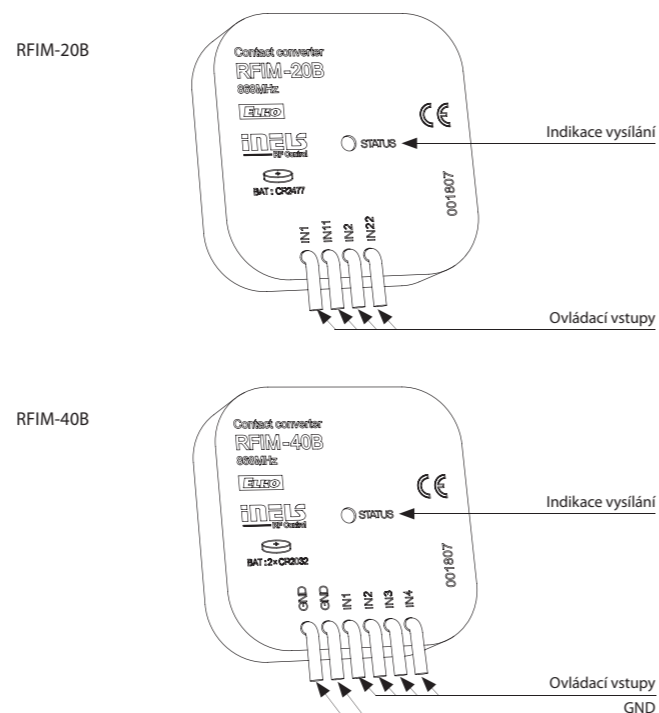 RFIM-20B
Contact converter
RFIM-20B
868MHz
ELKO
iNELS
RF Control
BAT : CR2477
STATUS
001807
IN1
IN11
IN2
IN22
Indikace vysílání
Ovládací vstupy
RFIM-40B
Contact converter
RFIM-40B
868MHz
ELKO
iNELS
RF Control
BAT : 2×CR2032
STATUS
001807
GND
GND
IN1
IN2
IN3
IN4
Indikace vysílání
Ovládací vstupy
GND